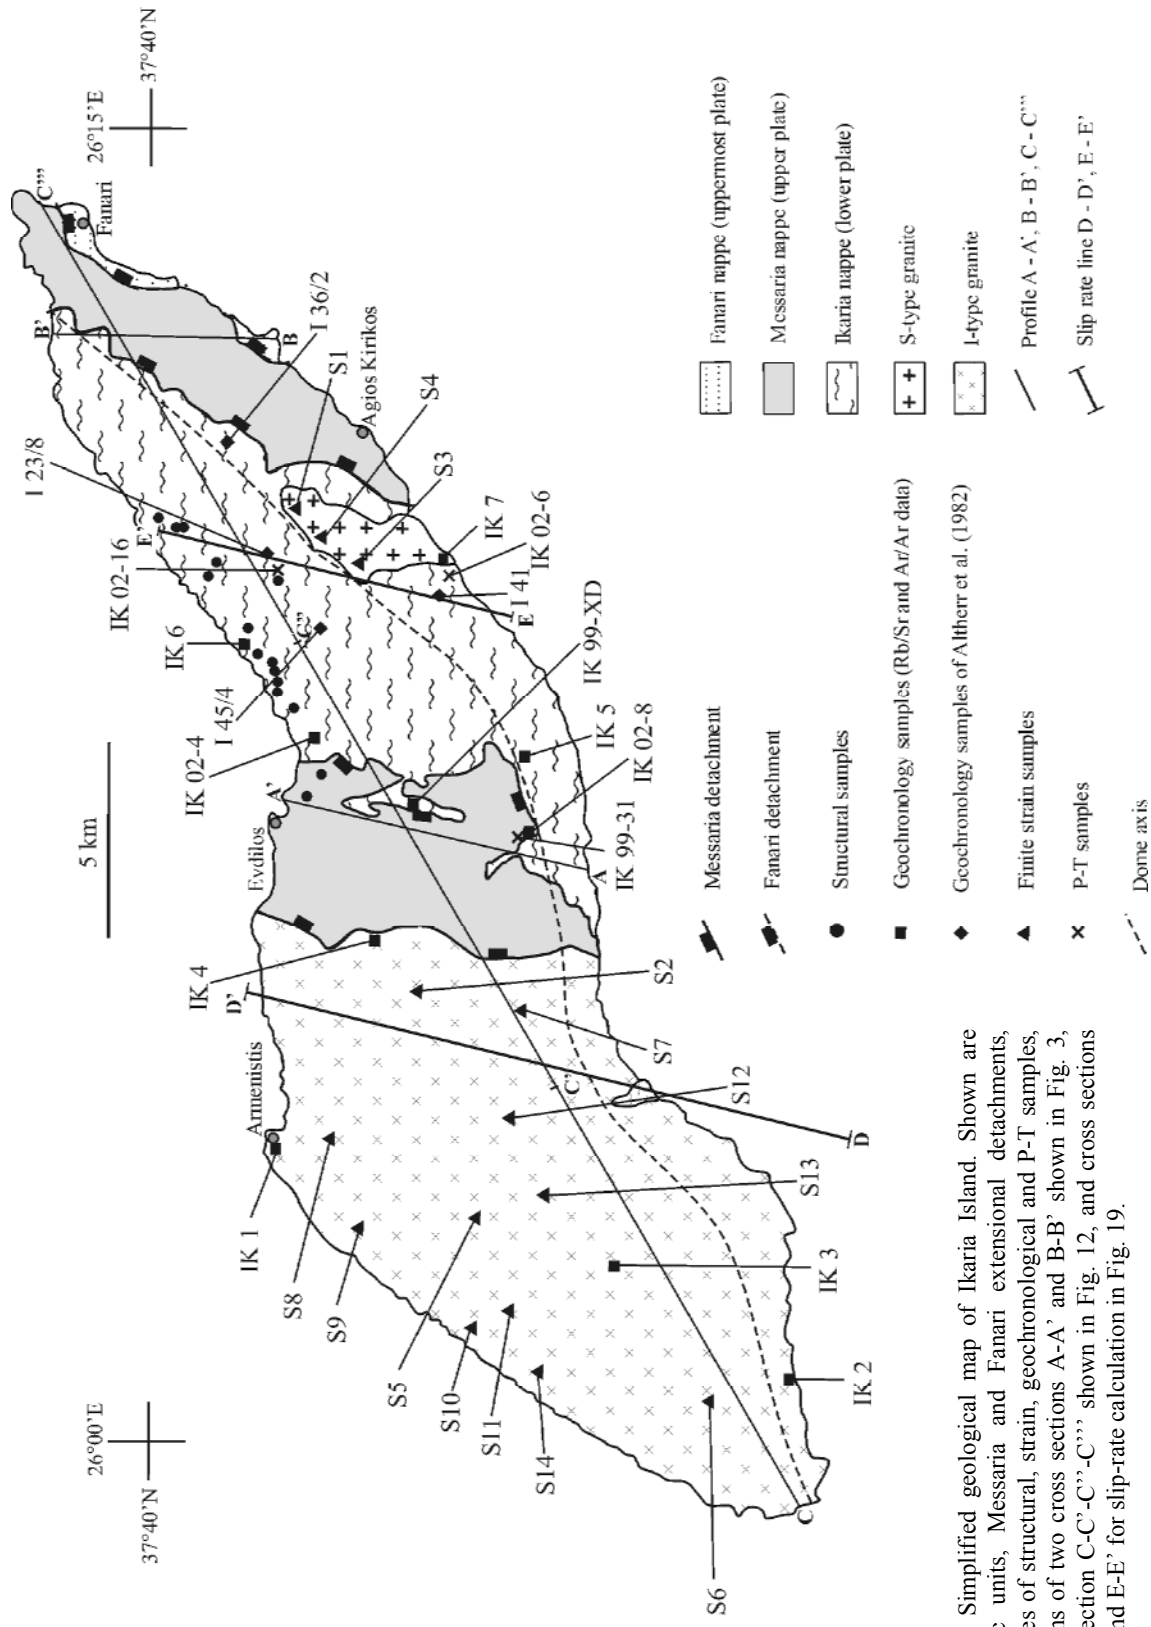 26°00'E
37°40'N
26°15'E
37°40'N
5 km
Armenistis
Evdilos
Agios Kirikos
Fanari
IK 1
S8
S9
S5
S10
S11
S14
S6
IK 4
D'
A'
IK 02-4
I 45/4
IK 6
IK 02-16
E'
I 23/8
B'
C'''
C''
C'
C
D
A
E
B
I 36/2
S1
S4
S3
IK 7
IK 02-6
I 41
IK 99-XD
IK 5
IK 02-8
IK 99-31
S2
S7
S12
S13
IK 3
IK 2
Messaria detachment
Fanari detachment
Structural samples
Geochronology samples (Rb/Sr and Ar/Ar data)
Geochronology samples of Altherr et al. (1982)
Finite strain samples
P-T samples
Dome axis
Fanari nappe (uppermost plate)
Messaria nappe (upper plate)
Ikaria nappe (lower plate)
S-type granite
I-type granite
Profile A - A', B - B', C - C'''
Slip rate line D - D', E - E'
Simplified geological map of Ikaria Island. Shown are
units, Messaria and Fanari extensional detachments,
of structural, strain, geochronological and P-T samples,
of two cross sections A-A' and B-B' shown in Fig. 3,
C-C'-C''-C''' shown in Fig. 12, and cross sections
E-E' for slip-rate calculation in Fig. 19.